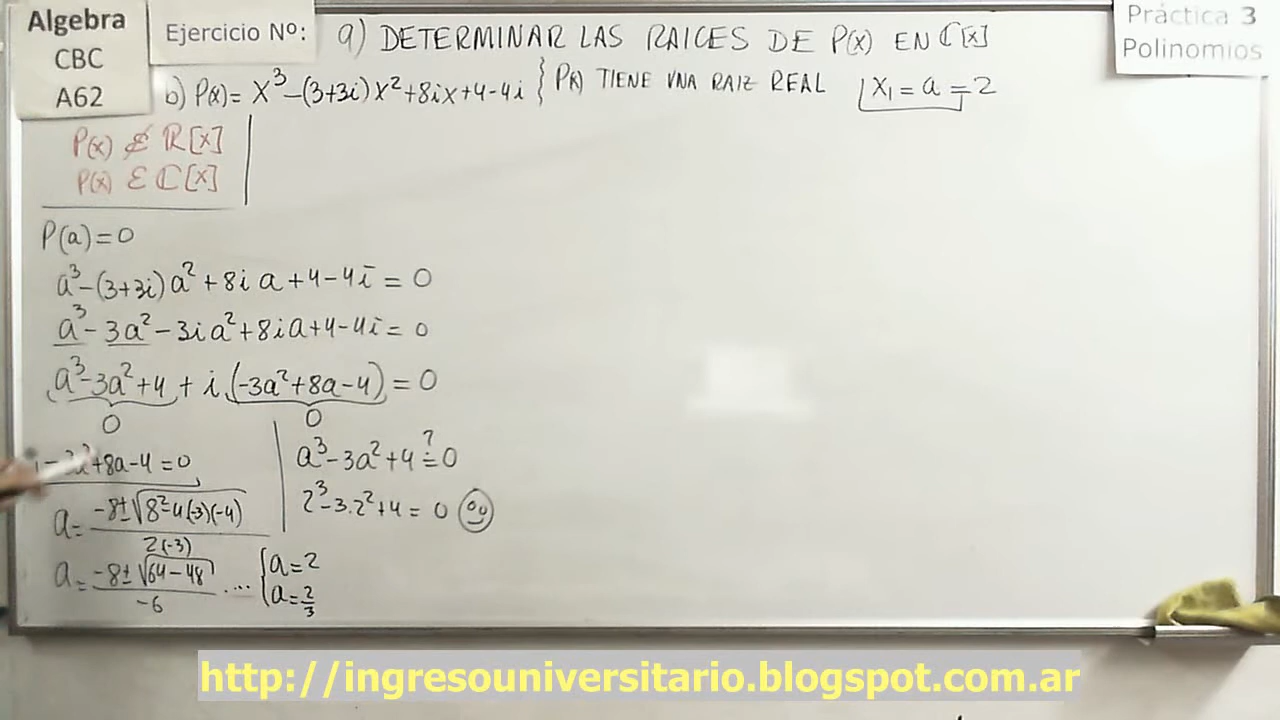 Algebra
CBC
A62
Ejercicio Nº:
a) DETERMINAR LAS RAICES DE P(x) EN ℂ[x]
Práctica 3
Polinomios
b) P(x)= x³-(3+3i)x²+8ix+4-4i } P(x) TIENE UNA RAIZ REAL x₁=a=2
P(x) ∉ ℝ[x]
P(x) ∈ ℂ[x]
P(a)=0
a³-(3+3i)a²+8i a+4-4i=0
a³-3a²-3ia²+8ia+4-4i=0
a³-3a²+4+i.(-3a²+8a-4)=0
0 0
-3a²+8a-4=0
a= -8±√8²-4(-3)(-4) / 2(-3)
a= -8±√64-48 / -6 .... { a=2
a=2/3
a³-3a²+4=?0
2³-3.2²+4=0
http://ingresouniversitario.blogspot.com.ar